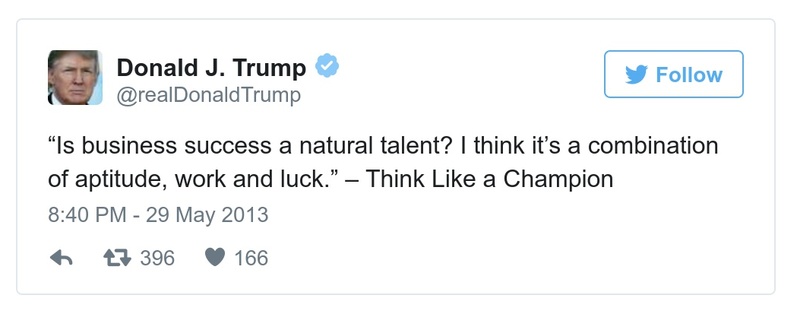 Donald J. Trump
@realDonaldTrump
Follow
“Is business success a natural talent? I think it’s a combination
of aptitude, work and luck.” – Think Like a Champion
8:40 PM - 29 May 2013
396 166